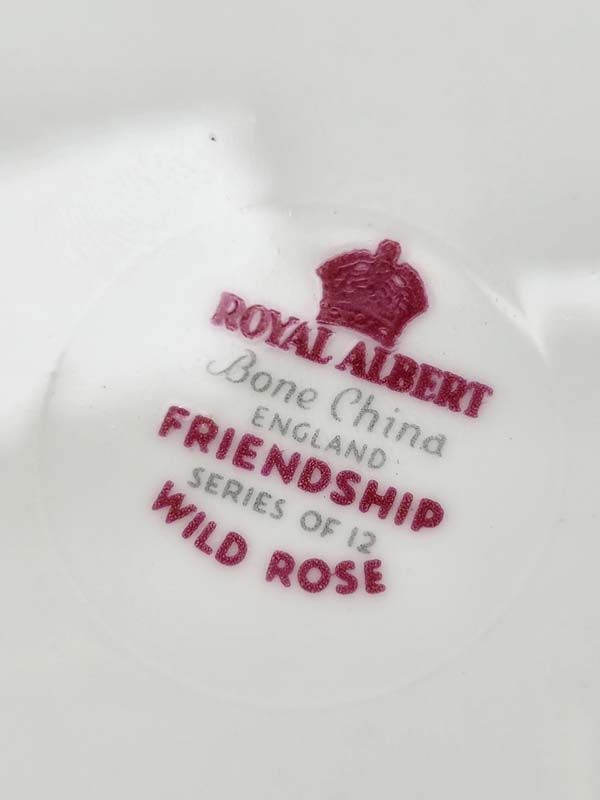 ROYAL ALBERT
Bone China
ENGLAND
FRIENDSHIP
SERIES OF 12
WILD ROSE